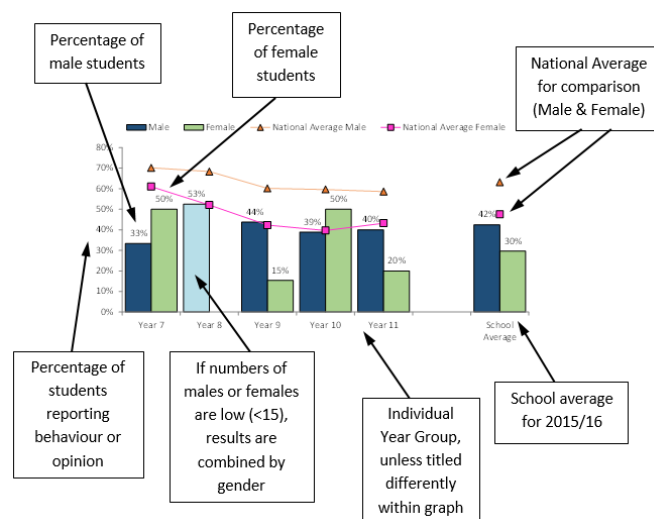 Percentage of
male students
Percentage
of female
students
National Average
for comparison
(Male & Female)
Male
Female
National Average Male
National Average Female
80%
70%
60%
50%
40%
30%
20%
10%
0%
33%
50%
53%
44%
15%
39%
50%
40%
20%
42%
30%
Year 7
Year 8
Year 9
Year 10
Year 11
School
Average
Percentage of
students
reporting
behaviour or
opinion
If numbers of
males or females
are low (<15),
results are
combined by
gender
Individual
Year Group,
unless titled
differently
within graph
School average
for 2015/16